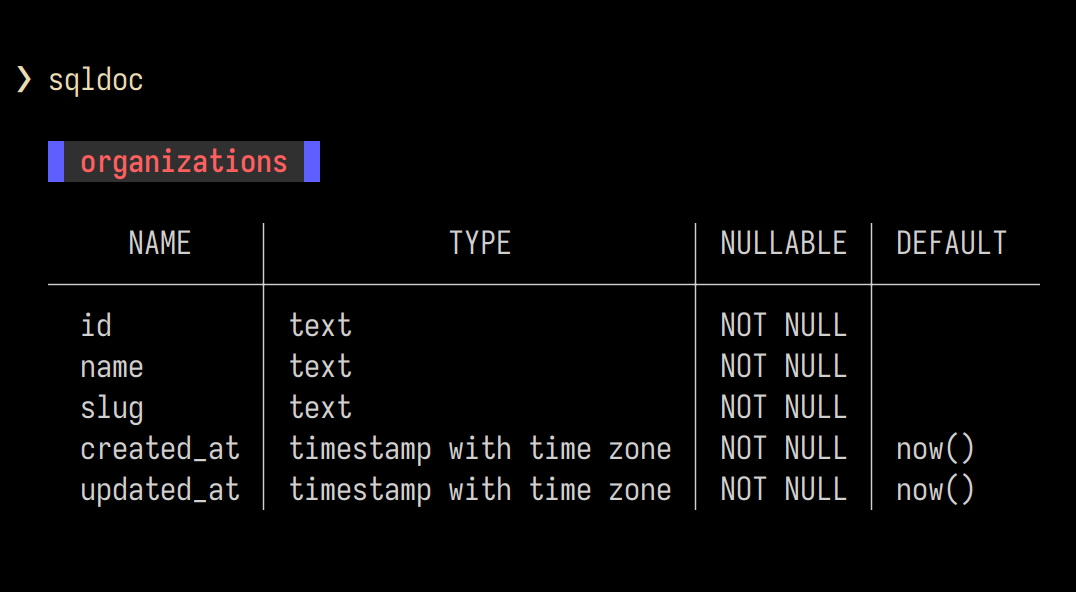 ❯ sqldoc
organizations
NAME TYPE NULLABLE DEFAULT
id text NOT NULL
name text NOT NULL
slug text NOT NULL
created_at timestamp with time zone NOT NULL now()
updated_at timestamp with time zone NOT NULL now()